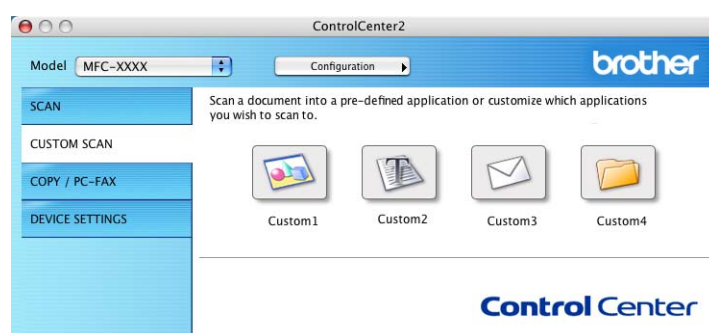 ControlCenter2
Model MFC-XXXX Configuration brother
SCAN
CUSTOM SCAN
COPY / PC-FAX
DEVICE SETTINGS
Scan a document into a pre-defined application or customize which applications
you wish to scan to.
T
Custom1 Custom2 Custom3 Custom4
Control Center